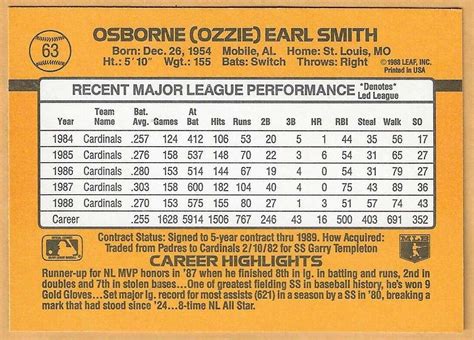 63
OSBORNE (OZZIE) EARL SMITH
Born: Dec. 26, 1954 Mobile, AL Home: St. Louis, MO
Ht.: 5' 10" Wgt.: 155 Bats: Switch Throws: Right
©1988 LEAF, INC.
Printed in USA
RECENT MAJOR LEAGUE PERFORMANCE *Denotes Led League
Year Team Name Bat. Avg. Games At Bat Hits Runs 2B 3B HR RBI Steal Walk SO
1984 Cardinals .257 124 412 106 53 20 5 1 44 35 56 17
1985 Cardinals .276 158 537 148 70 22 3 6 54 31 65 27
1986 Cardinals .280 153 514 144 67 19 4 0 54 31 79 27
1987 Cardinals .303 158 600 182 104 40 4 0 75 43 89 36
1988 Cardinals .270 153 575 155 80 27 1 3 51 57 74 43
Career .255 1628 5914 1506 767 246 43 16 532 401 690 352
Contract Status: Signed to 5-year contract thru 1989. How Acquired:
Traded from Padres to Cardinals 2/10/82 for SS Garry Templeton
CAREER HIGHLIGHTS
Runner-up for NL MVP honors in '87 when he finished 8th in lg. in batting and runs, 2nd in
doubles and 7th in stolen bases...One of greatest fielding SS in baseball history, he's won 9
Gold Gloves...Set major lg. record for most assists (621) in a season by a SS in '80, breaking a
mark that had stood since '24...8-time NL All Star.